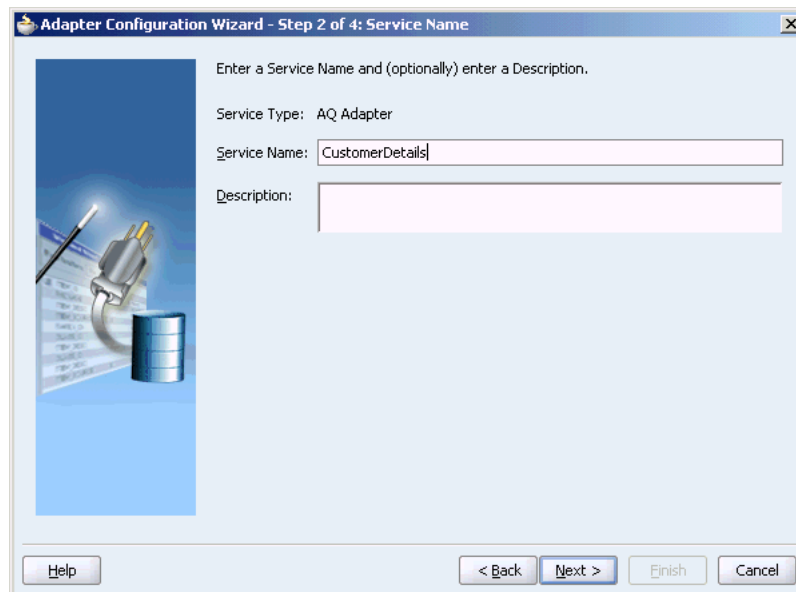 Adapter Configuration Wizard - Step 2 of 4: Service Name
Enter a Service Name and (optionally) enter a Description.
Service Type: AQ Adapter
Service Name: CustomerDetails
Description:
Help
< Back
Next >
Finish
Cancel